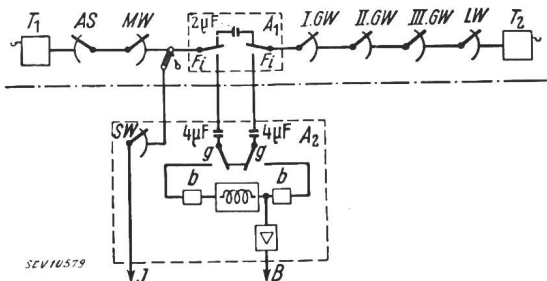 T1 AS MW 2μF A1 I.GW II.GW III.GW LW T2
s
Fi Fi
SW 4μF 4μF A2
g g
b b
SEV10579
J B